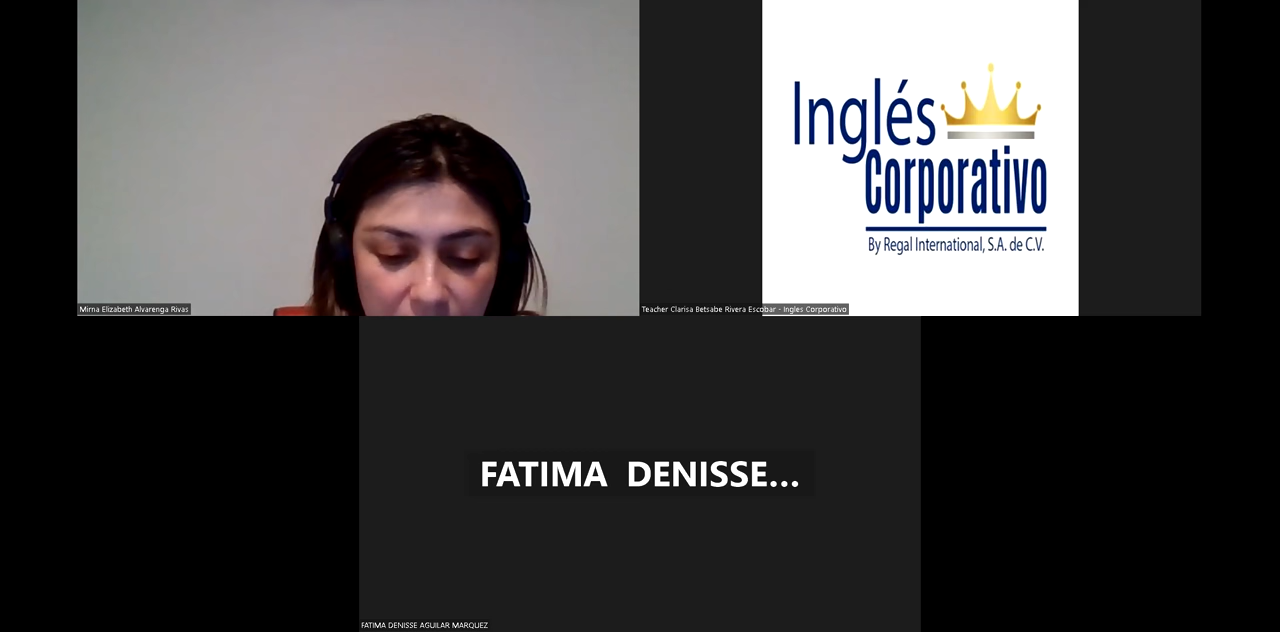 Inglés
Corporativo
By Regal International, S.A. de C.V.
Mirna Elizabeth Alvarenga Rivas
Teacher Clarisa Betsabe Rivera Escobar - Ingles Corporativo
FATIMA DENISSE...
FATIMA DENISSE AGUILAR MARQUEZ